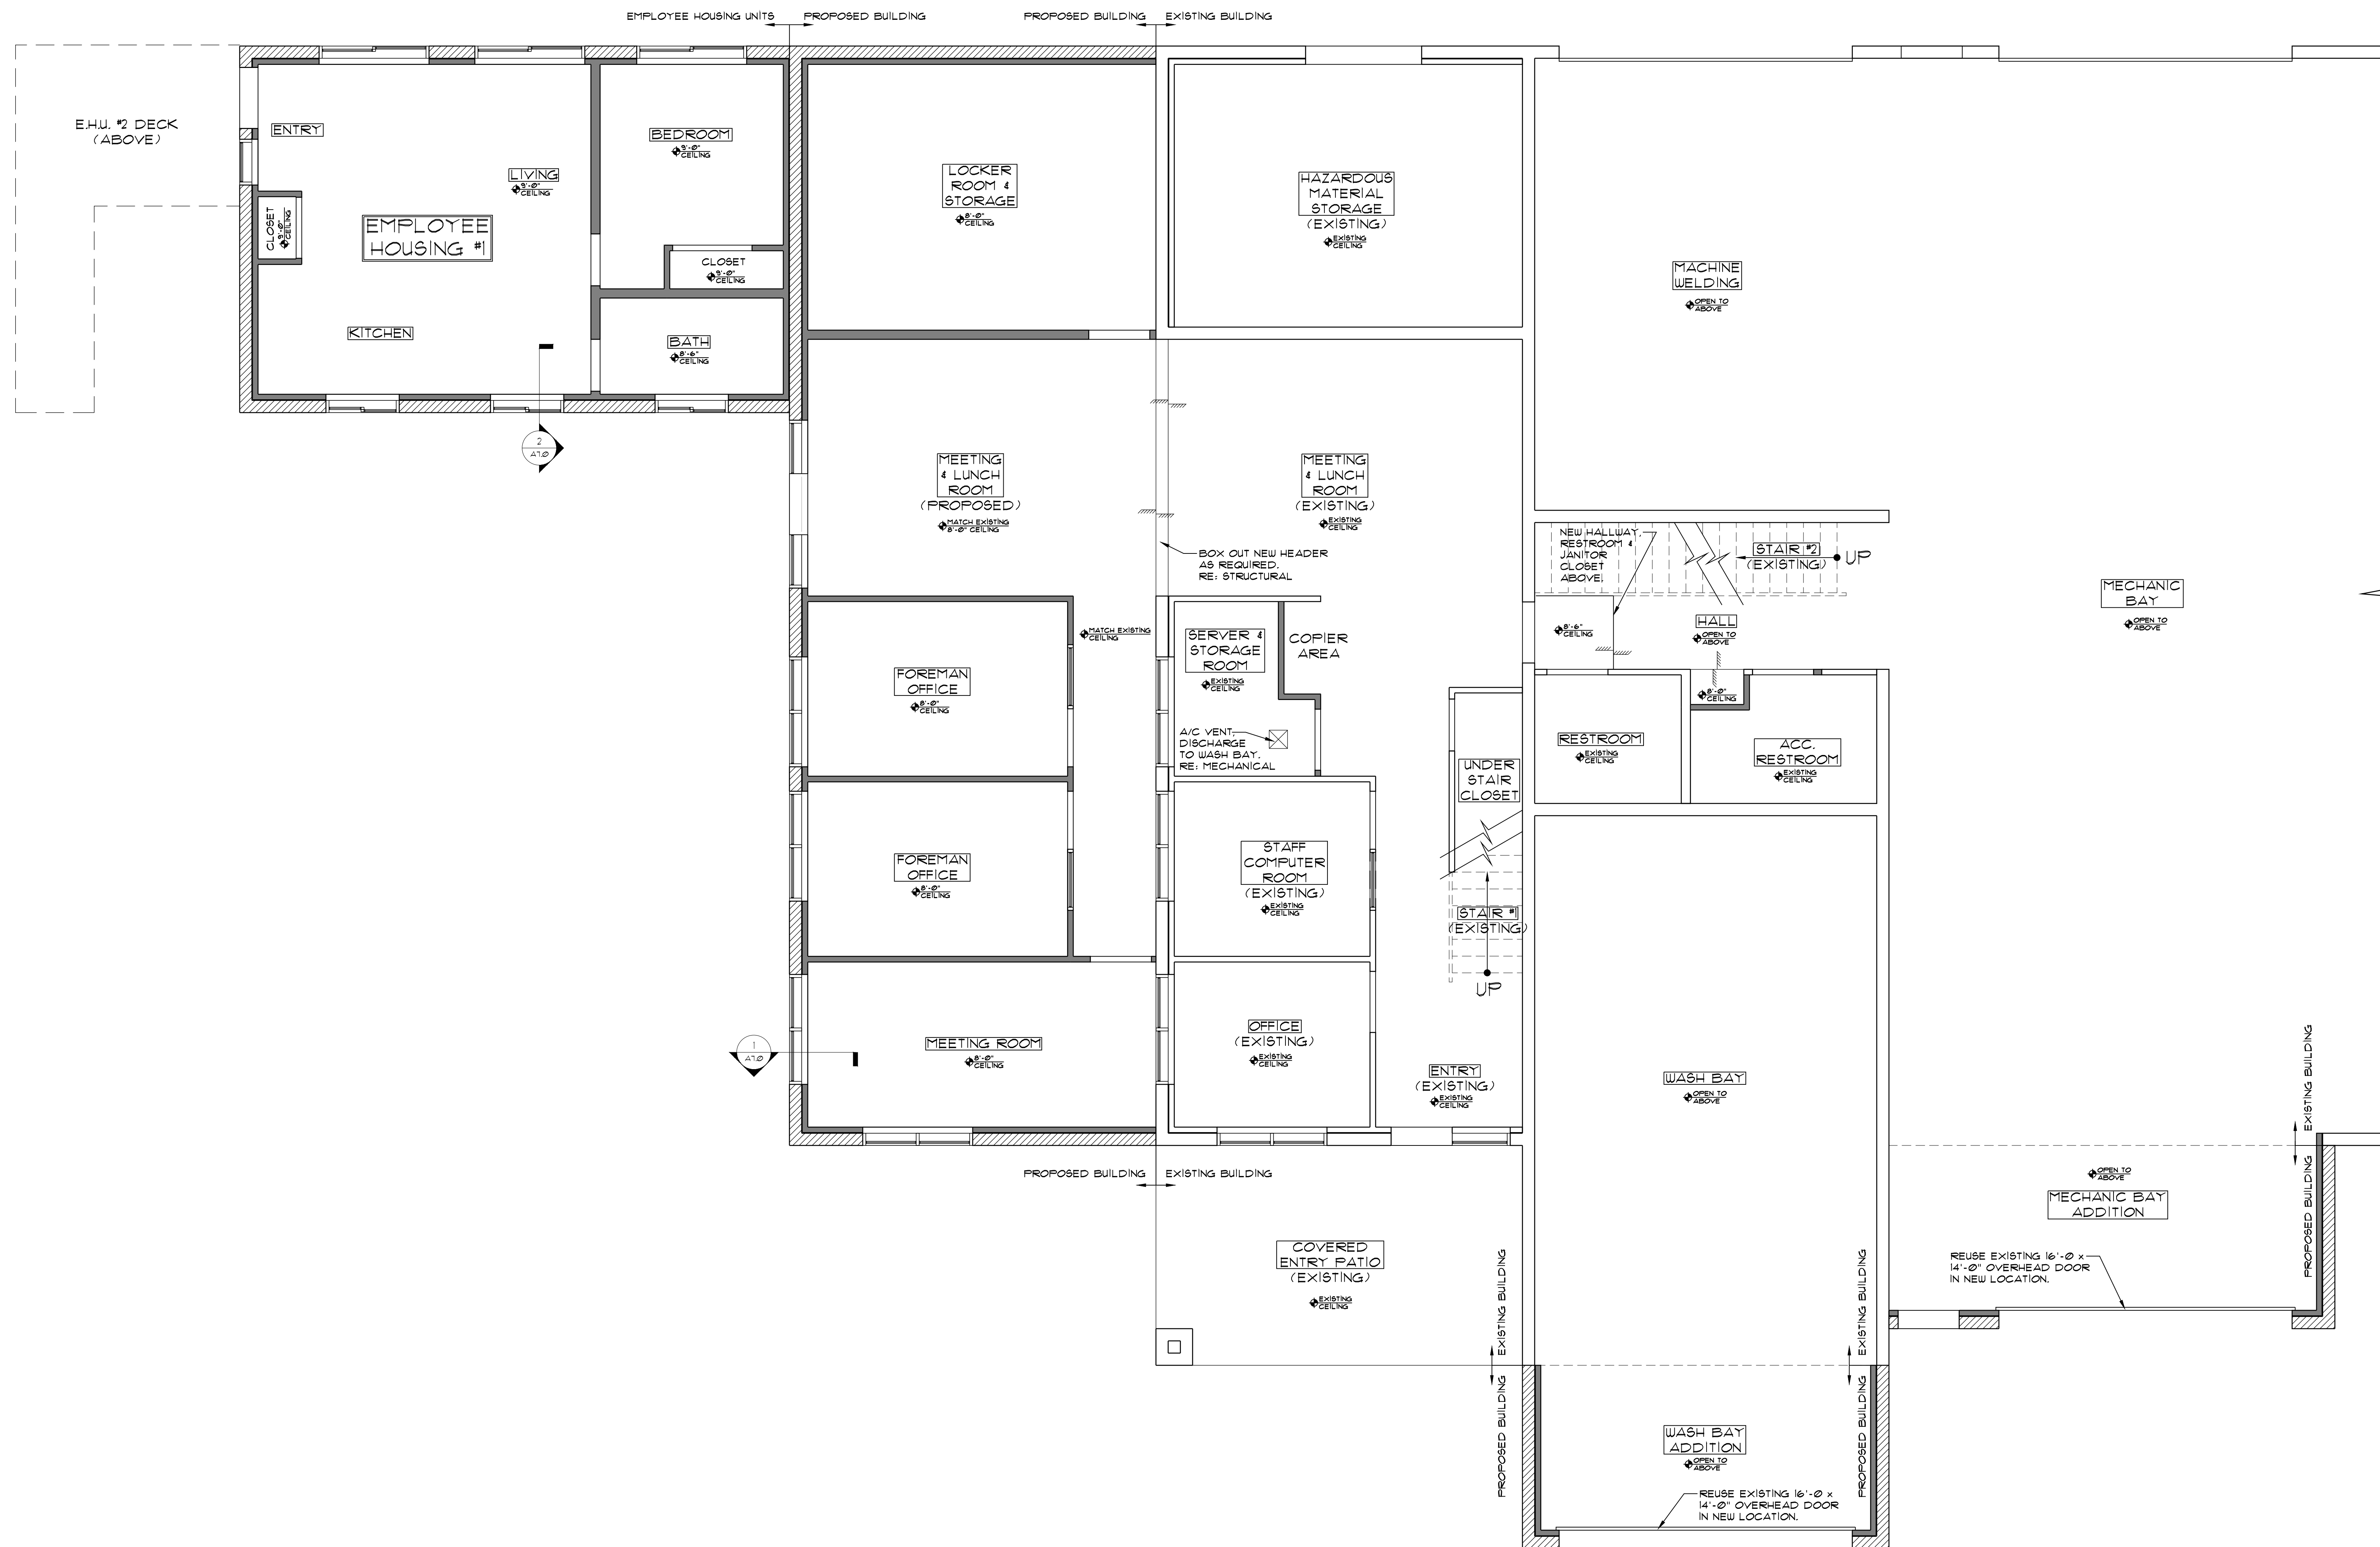 EMPLOYEE HOUSING UNITS
PROPOSED BUILDING
PROPOSED BUILDING
EXISTING BUILDING
E.H.U. #2 DECK
(ABOVE)
ENTRY
LIVING
9'-0"
CEILING
CLOSET
9'-0"
CEILING
EMPLOYEE
HOUSING #1
KITCHEN
BEDROOM
9'-0"
CEILING
CLOSET
9'-0"
CEILING
BATH
8'-6"
CEILING
2
A7.0
LOCKER
ROOM &
STORAGE
8'-0"
CEILING
HAZARDOUS
MATERIAL
STORAGE
(EXISTING)
EXISTING
CEILING
MACHINE
WELDING
OPEN TO
ABOVE
MEETING
& LUNCH
ROOM
(PROPOSED)
MATCH EXISTING
8'-0" CEILING
MEETING
& LUNCH
ROOM
(EXISTING)
EXISTING
CEILING
BOX OUT NEW HEADER
AS REQUIRED.
RE: STRUCTURAL
NEW HALLWAY,
RESTROOM &
JANITOR
CLOSET
ABOVE.
STAIR #2
(EXISTING)
UP
MECHANIC
BAY
OPEN TO
ABOVE
8'-6"
CEILING
HALL
OPEN TO
ABOVE
8'-0"
CEILING
MATCH EXISTING
CEILING
SERVER &
STORAGE
ROOM
EXISTING
CEILING
COPIER
AREA
FOREMAN
OFFICE
8'-0"
CEILING
A/C VENT,
DISCHARGE
TO WASH BAY.
RE: MECHANICAL
UNDER
STAIR
CLOSET
RESTROOM
EXISTING
CEILING
ACC.
RESTROOM
EXISTING
CEILING
FOREMAN
OFFICE
8'-0"
CEILING
STAFF
COMPUTER
ROOM
(EXISTING)
EXISTING
CEILING
STAIR #1
(EXISTING)
UP
1
A7.0
MEETING ROOM
8'-0"
CEILING
OFFICE
(EXISTING)
EXISTING
CEILING
ENTRY
(EXISTING)
EXISTING
CEILING
WASH BAY
OPEN TO
ABOVE
EXISTING BUILDING
PROPOSED BUILDING
PROPOSED BUILDING
EXISTING BUILDING
OPEN TO
ABOVE
MECHANIC BAY
ADDITION
REUSE EXISTING 16'-0 x
14'-0" OVERHEAD DOOR
IN NEW LOCATION.
COVERED
ENTRY PATIO
(EXISTING)
EXISTING
CEILING
EXISTING BUILDING
PROPOSED BUILDING
EXISTING BUILDING
PROPOSED BUILDING
WASH BAY
ADDITION
OPEN TO
ABOVE
REUSE EXISTING 16'-0 x
14'-0" OVERHEAD DOOR
IN NEW LOCATION.